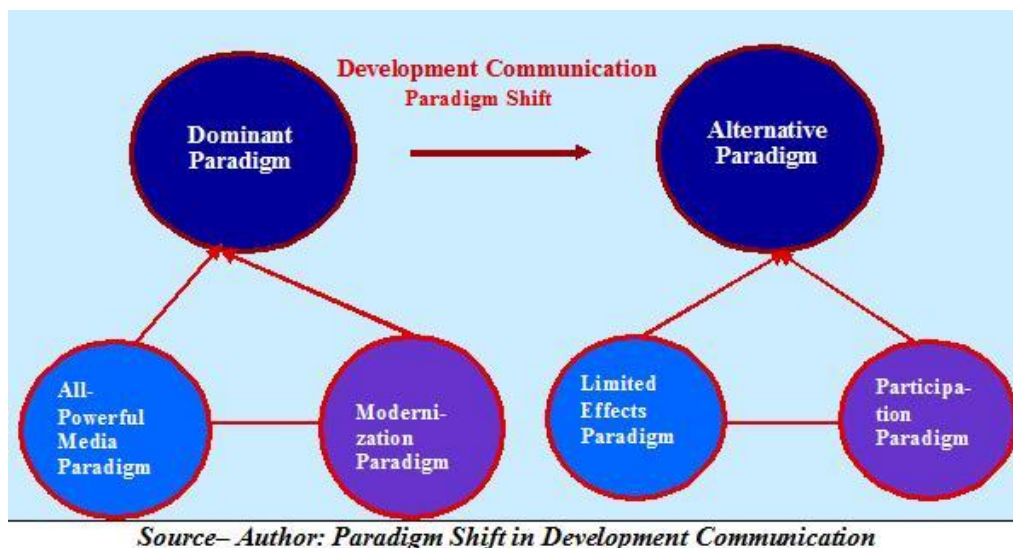 Development Communication
Paradigm Shift
Dominant
Paradigm
Alternative
Paradigm
All-
Powerful
Media
Paradigm
Moderni-
zation
Paradigm
Limited
Effects
Paradigm
Participa-
tion
Paradigm
Source– Author: Paradigm Shift in Development Communication